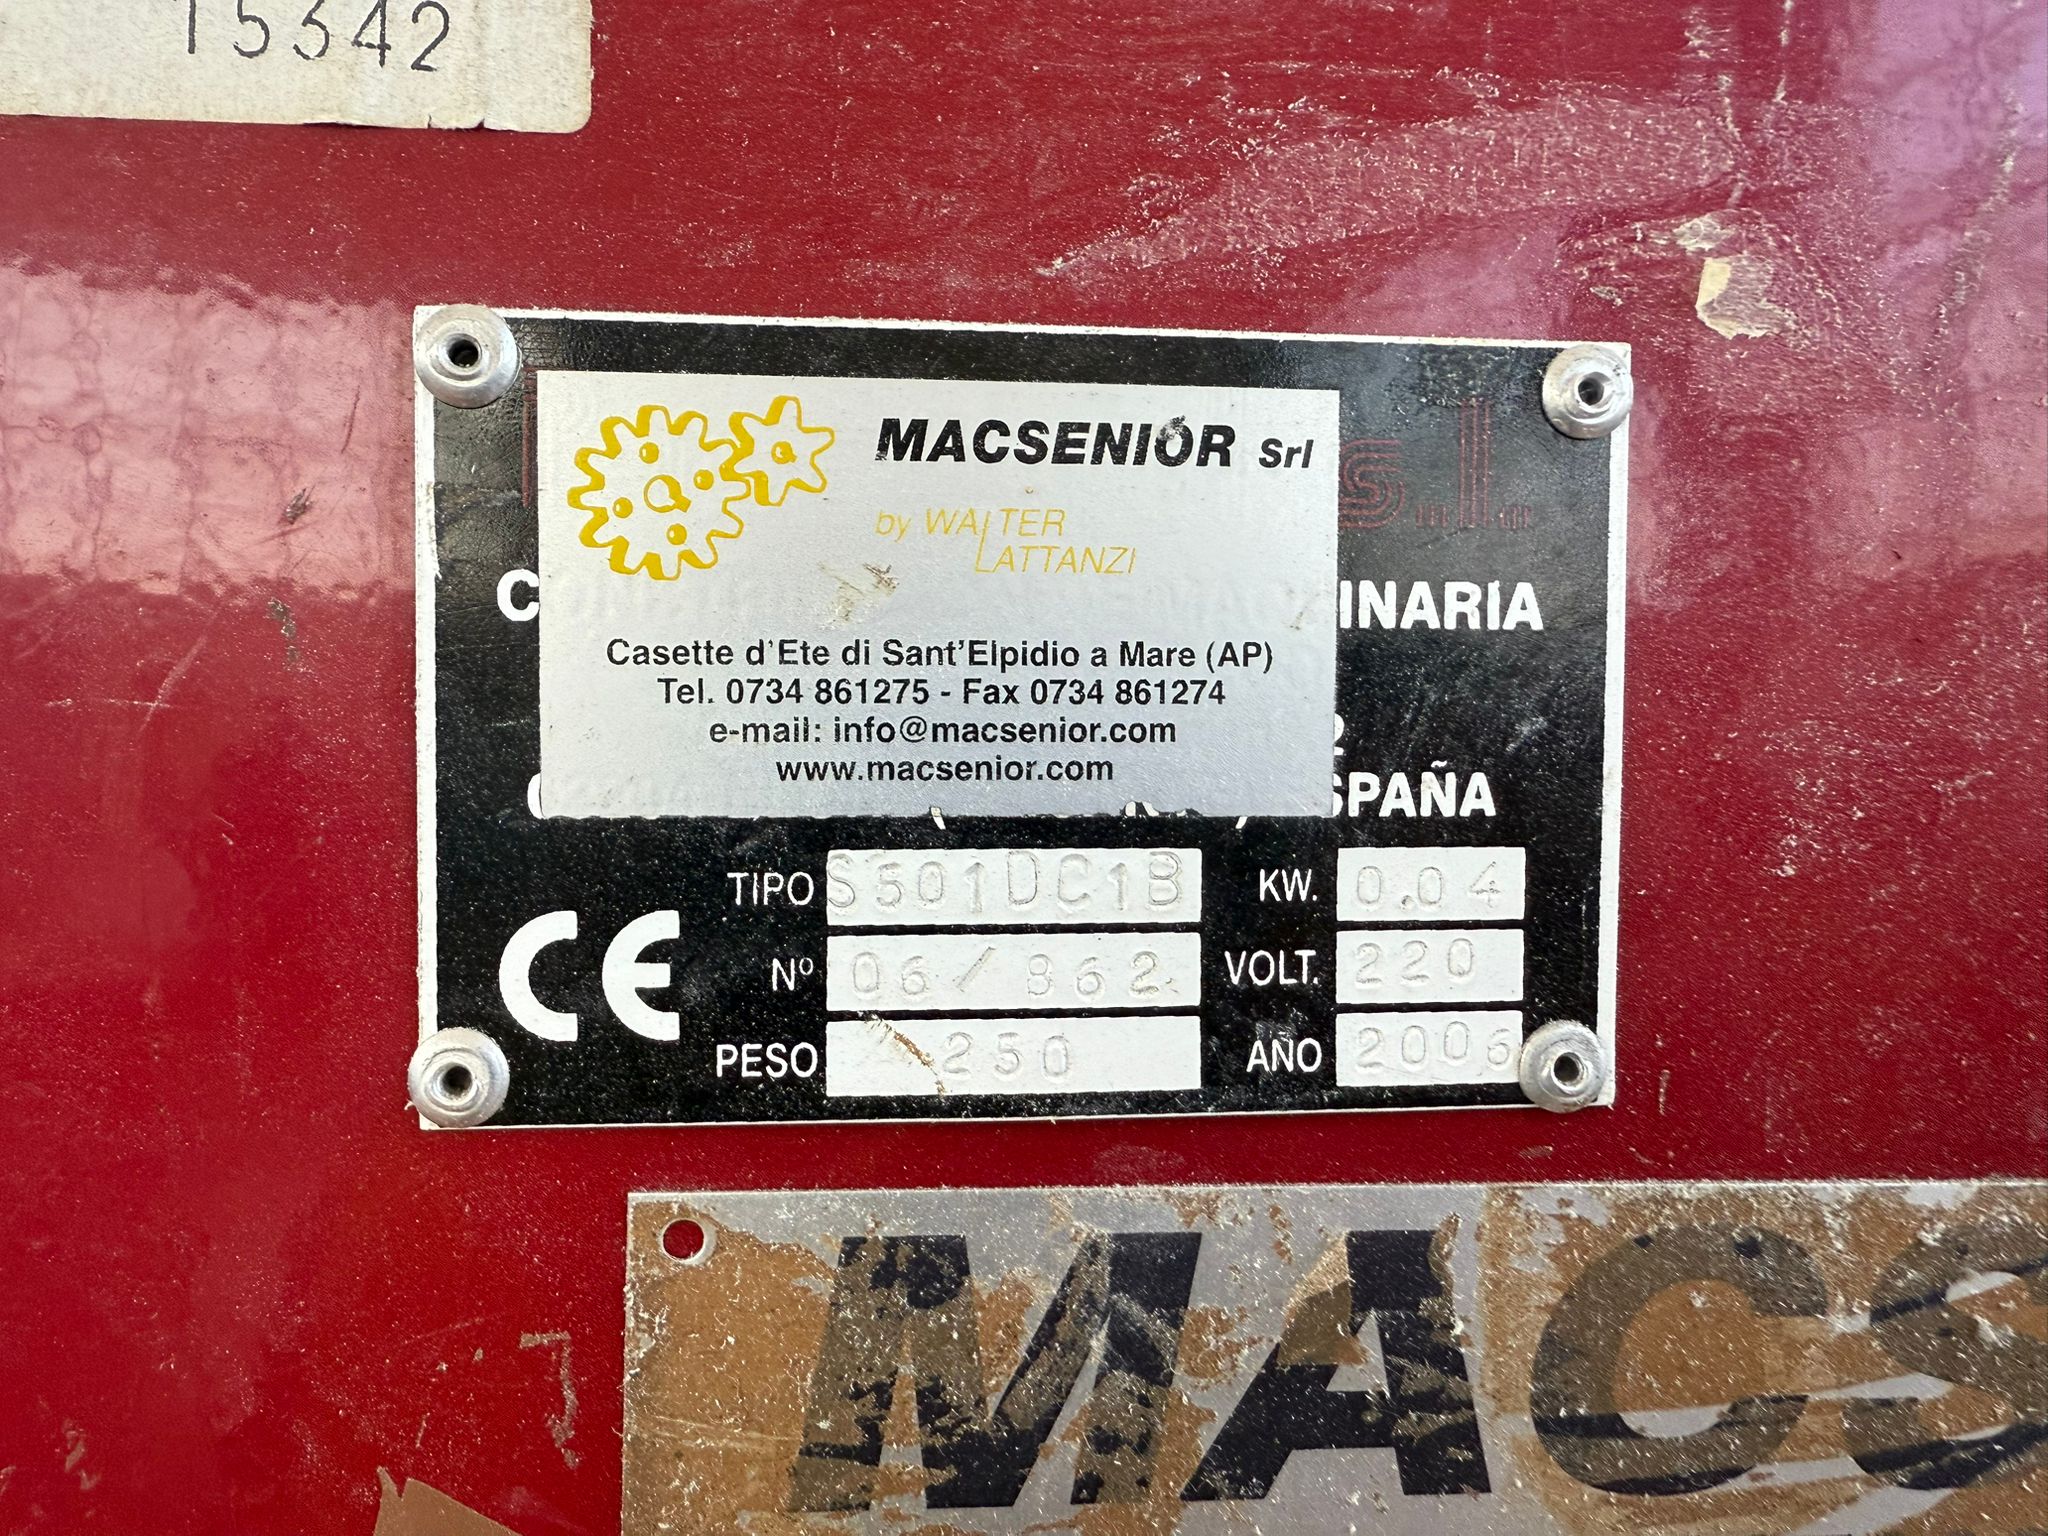 15342
MACSENIOR Srl
by WALTER
LATTANZI
s.l.
INARIA
Casette d'Ete di Sant'Elpidio a Mare (AP)
Tel. 0734 861275 - Fax 0734 861274
e-mail: info@macsenior.com
www.macsenior.com
SPAÑA
TIPO S501DC1B KW. 0.04
Nº 06/862 VOLT. 220
CE
PESO 250 AÑO 2006
MACS